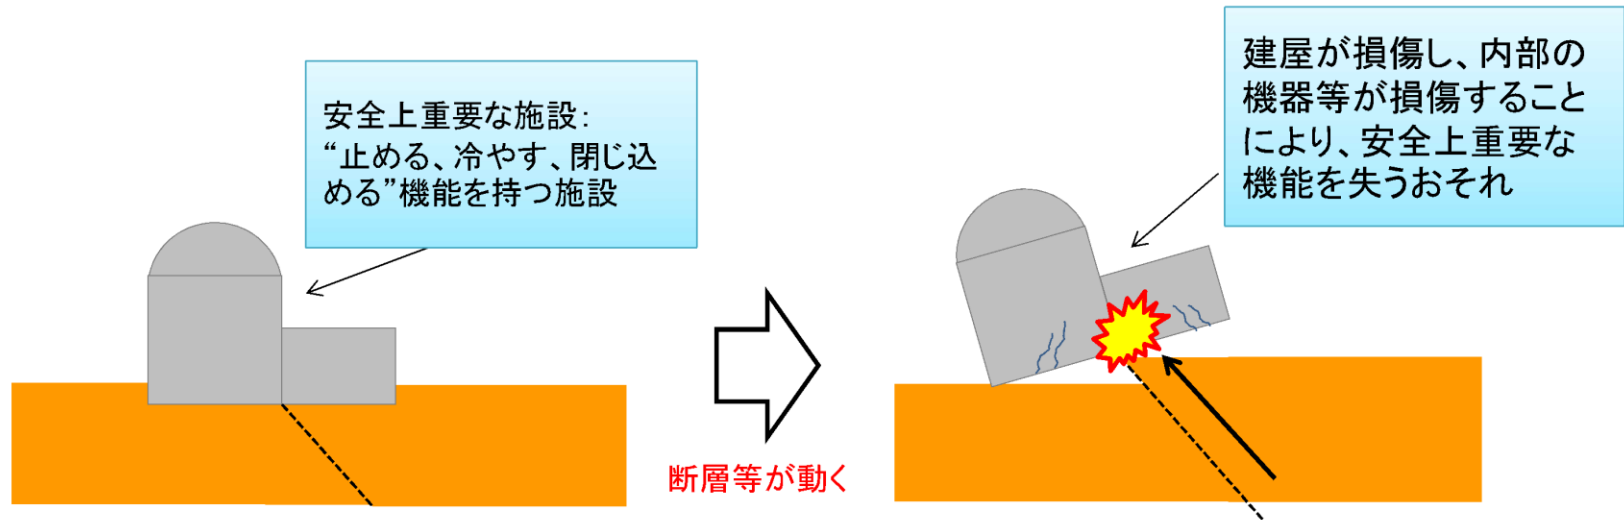 安全上重要な施設：
“止める、冷やす、閉じ込
める”機能を持つ施設
断層等が動く
建屋が損傷し、内部の
機器等が損傷すること
により、安全上重要な
機能を失うおそれ